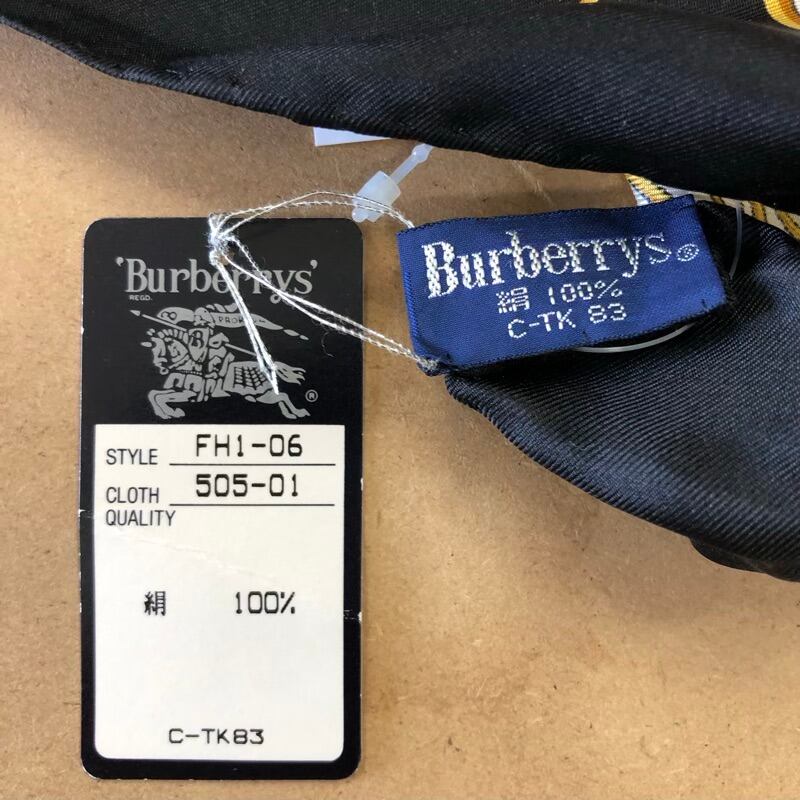 'Burberrys'
REGD.
PRORSUM
®
STYLE FH1-06
CLOTH 505-01
QUALITY
絹 100%
C-TK83
Burberrys®
絹 100%
C-TK 83